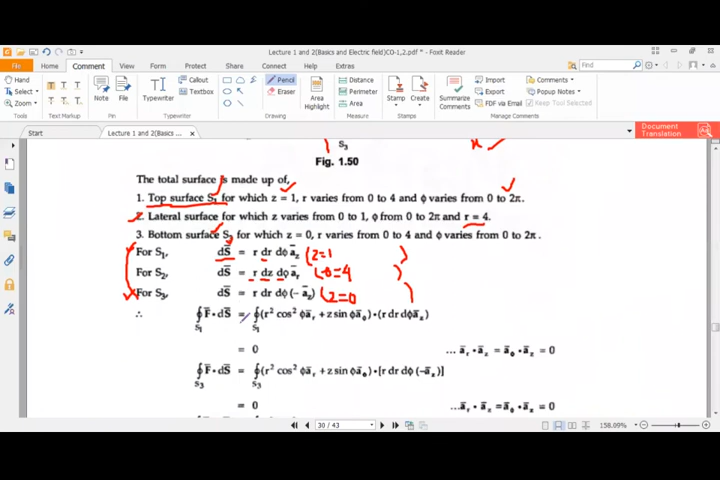 Lecture 1 and 2(Basics and Electric field)CO-1,2.pdf * - Foxit Reader
File Home Comment View Form Protect Share Connect Help Extras
Find
Hand
Select
Zoom
Text Markup
Pin Up
Note File
Typewriter
Callout
Textbox
Typewriter
Drawing
Pencil
Eraser
Area Highlight
Distance
Perimeter
Area
Measure
Stamp Create
Summarize Comments
Import
Export
FDF via Email
Comments
Popup Notes
Keep Tool Selected
Start Lecture 1 and 2(Basics ... ×
Document Translation
S₃
x
Fig. 1.50
The total surface is made up of,
1. Top surface S₁ for which z = 1, r varies from 0 to 4 and ϕ varies from 0 to 2π.
2. Lateral surface for which z varies from 0 to 1, ϕ from 0 to 2π and r = 4.
3. Bottom surface S₃ for which z = 0, r varies from 0 to 4 and ϕ varies from 0 to 2π.
For S₁, dS̄ = r dr dϕ āz (z=1 )
For S₂, dS̄ = r dz dϕ ār ( =4 )
For S₃, dS̄ = r dr dϕ (– āz) (z=0 )
∴ ∮S₁ F̄ • dS̄ = ∮S₁ (r² cos² ϕ ār + z sin ϕ āϕ) • (r dr dϕ āz)
= 0 ...ār • āz = āϕ • āz = 0
∮S₃ F̄ • dS̄ = ∮S₃ (r² cos² ϕ ār + z sin ϕ āϕ) • [r dr dϕ (–āz)]
= 0 ...ār • āz = āϕ • āz = 0
30 / 43
158.09%